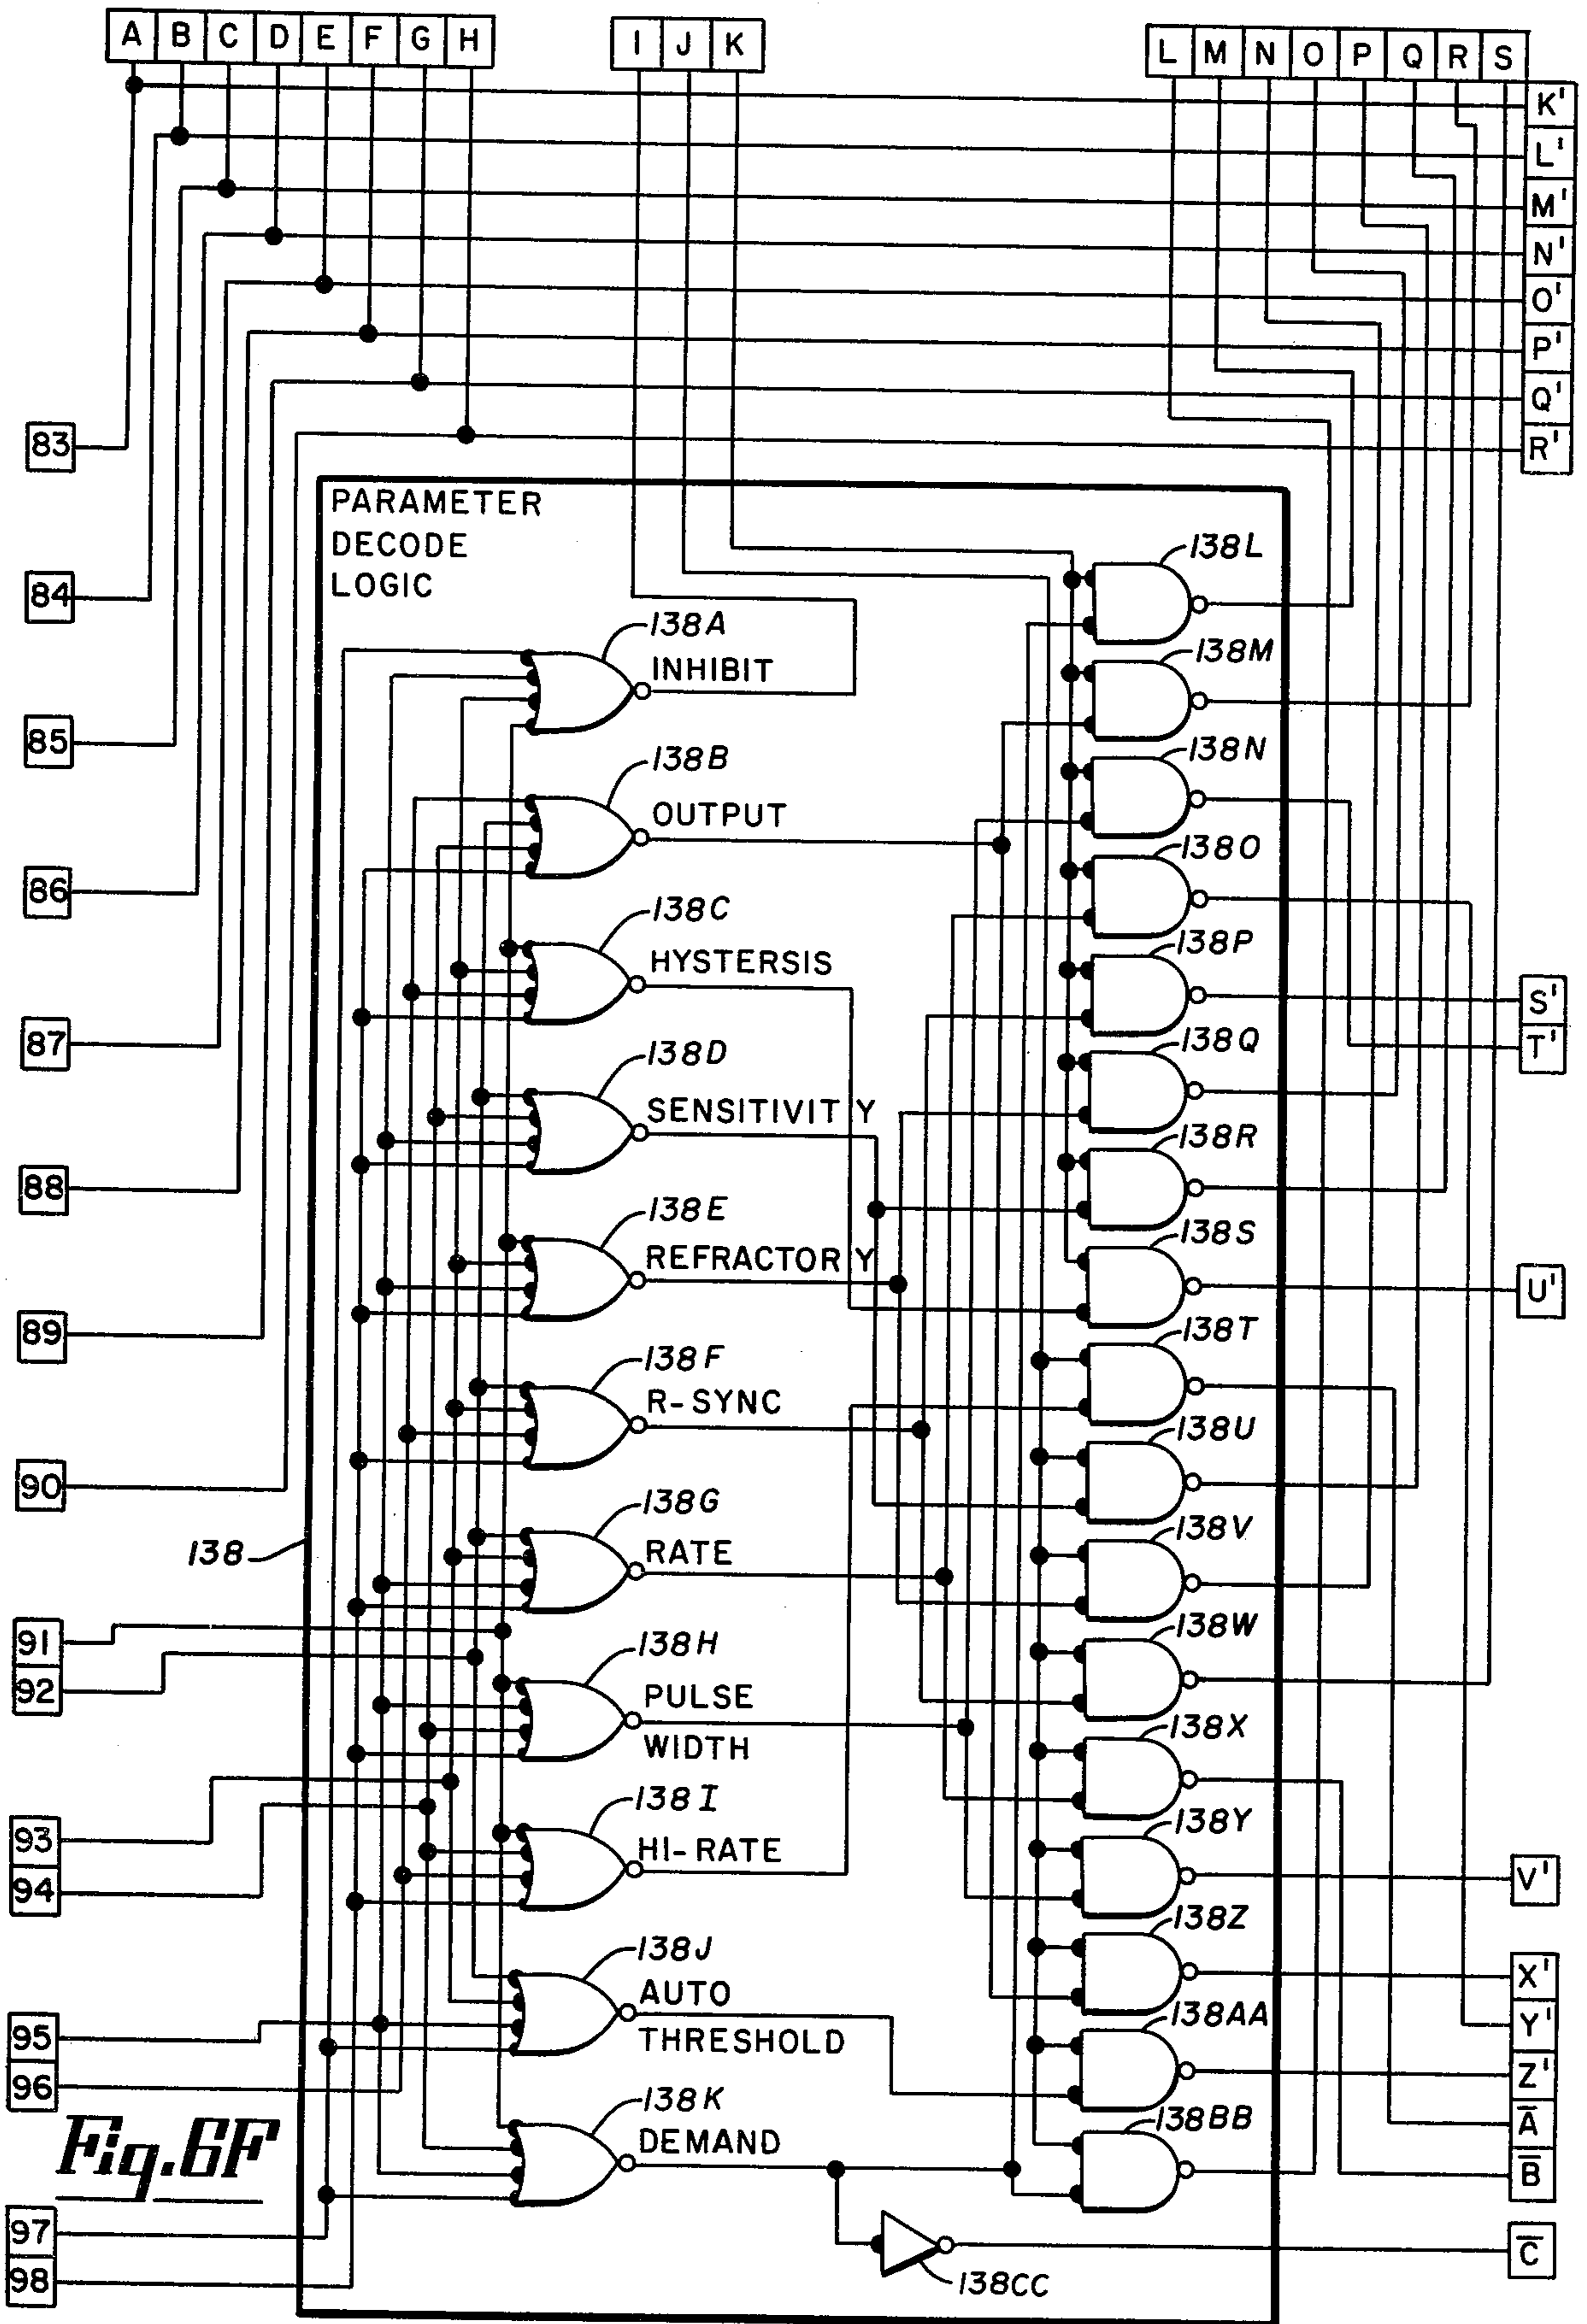 A B C D E F G H
I J K
L M N O P Q R S
K'
L'
M'
N'
O'
P'
Q'
R'
83
84
85
86
87
88
89
90
91
92
93
94
95
96
97
98
138
PARAMETER
DECODE
LOGIC
138A
INHIBIT
138B
OUTPUT
138C
HYSTERSIS
138D
SENSITIVITY
138E
REFRACTORY
138F
R-SYNC
138G
RATE
138H
PULSE
WIDTH
138I
HI-RATE
138J
AUTO
THRESHOLD
138K
DEMAND
138L
138M
138N
138O
138P
138Q
138R
138S
138T
138U
138V
138W
138X
138Y
138Z
138AA
138BB
138CC
S'
T'
U'
V'
X'
Y'
Z'
A̅
B̅
C̅
Fig.6F